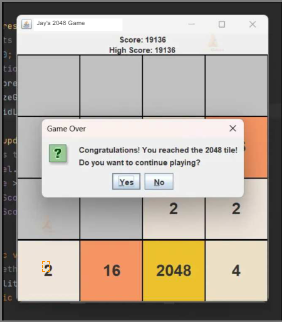 Jay's 2048 Game
Score: 19136
High Score: 19136
Game Over
Congratulations! You reached the 2048 tile!
Do you want to continue playing?
Yes No
2 2
2 16 2048 4